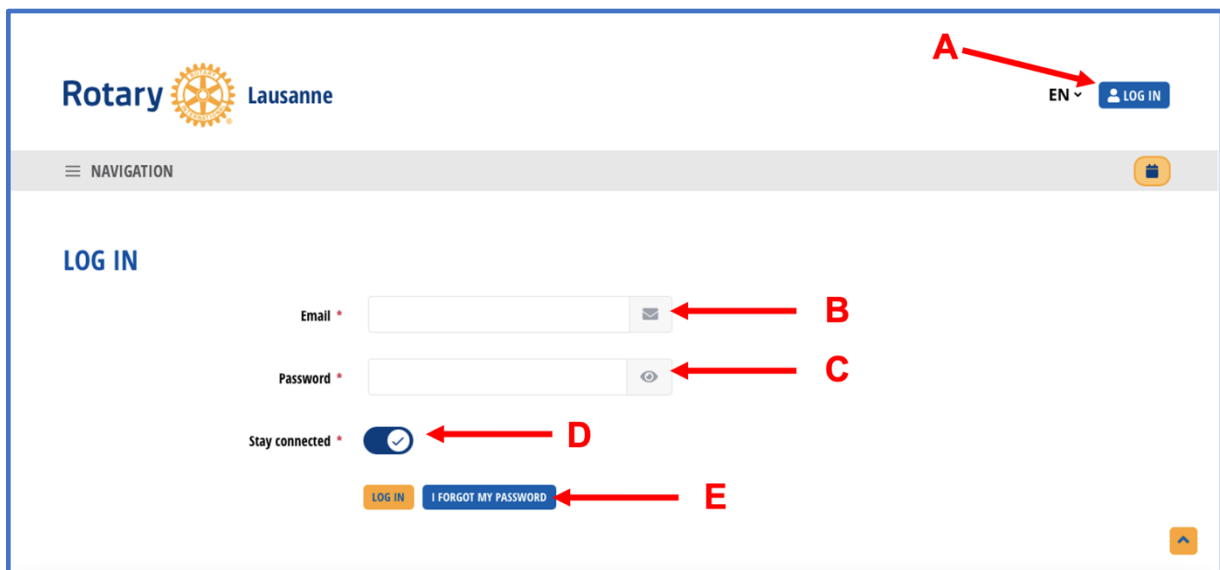 A
Rotary Lausanne
EN LOG IN
NAVIGATION
LOG IN
Email * B
Password * C
Stay connected * D
LOG IN I FORGOT MY PASSWORD E